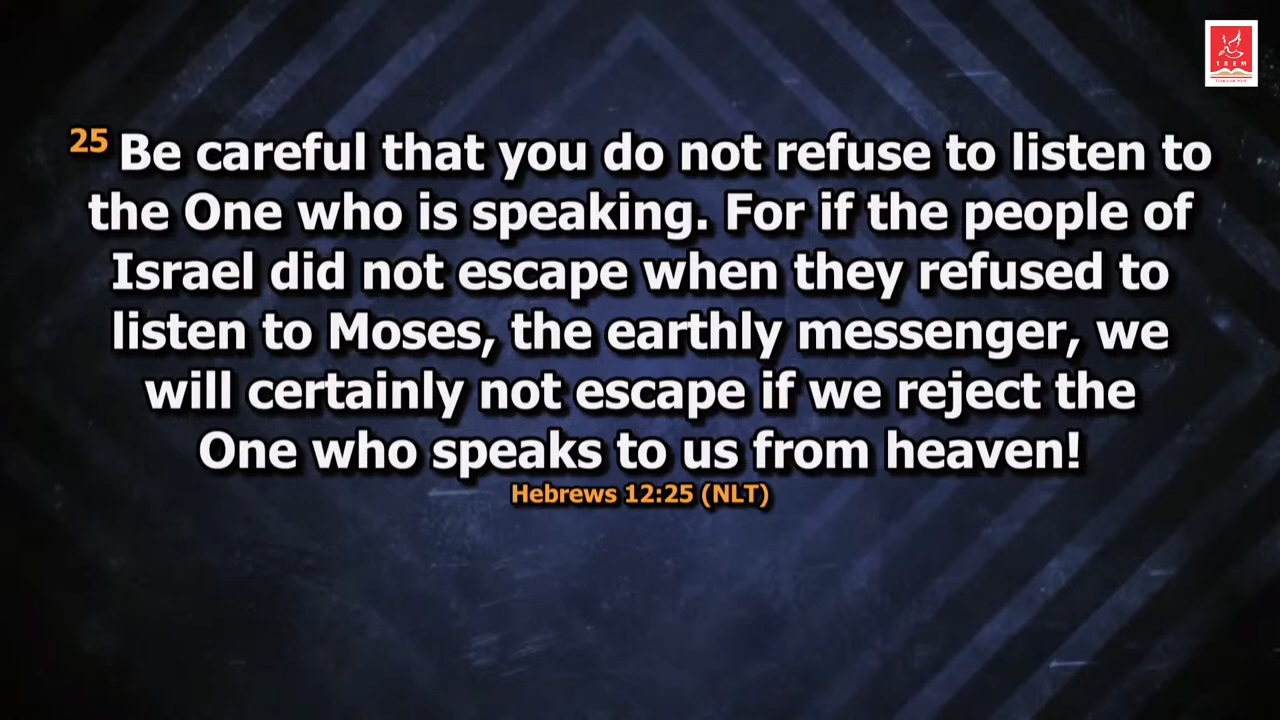 TREM
25 Be careful that you do not refuse to listen to
the One who is speaking. For if the people of
Israel did not escape when they refused to
listen to Moses, the earthly messenger, we
will certainly not escape if we reject the
One who speaks to us from heaven!
Hebrews 12:25 (NLT)